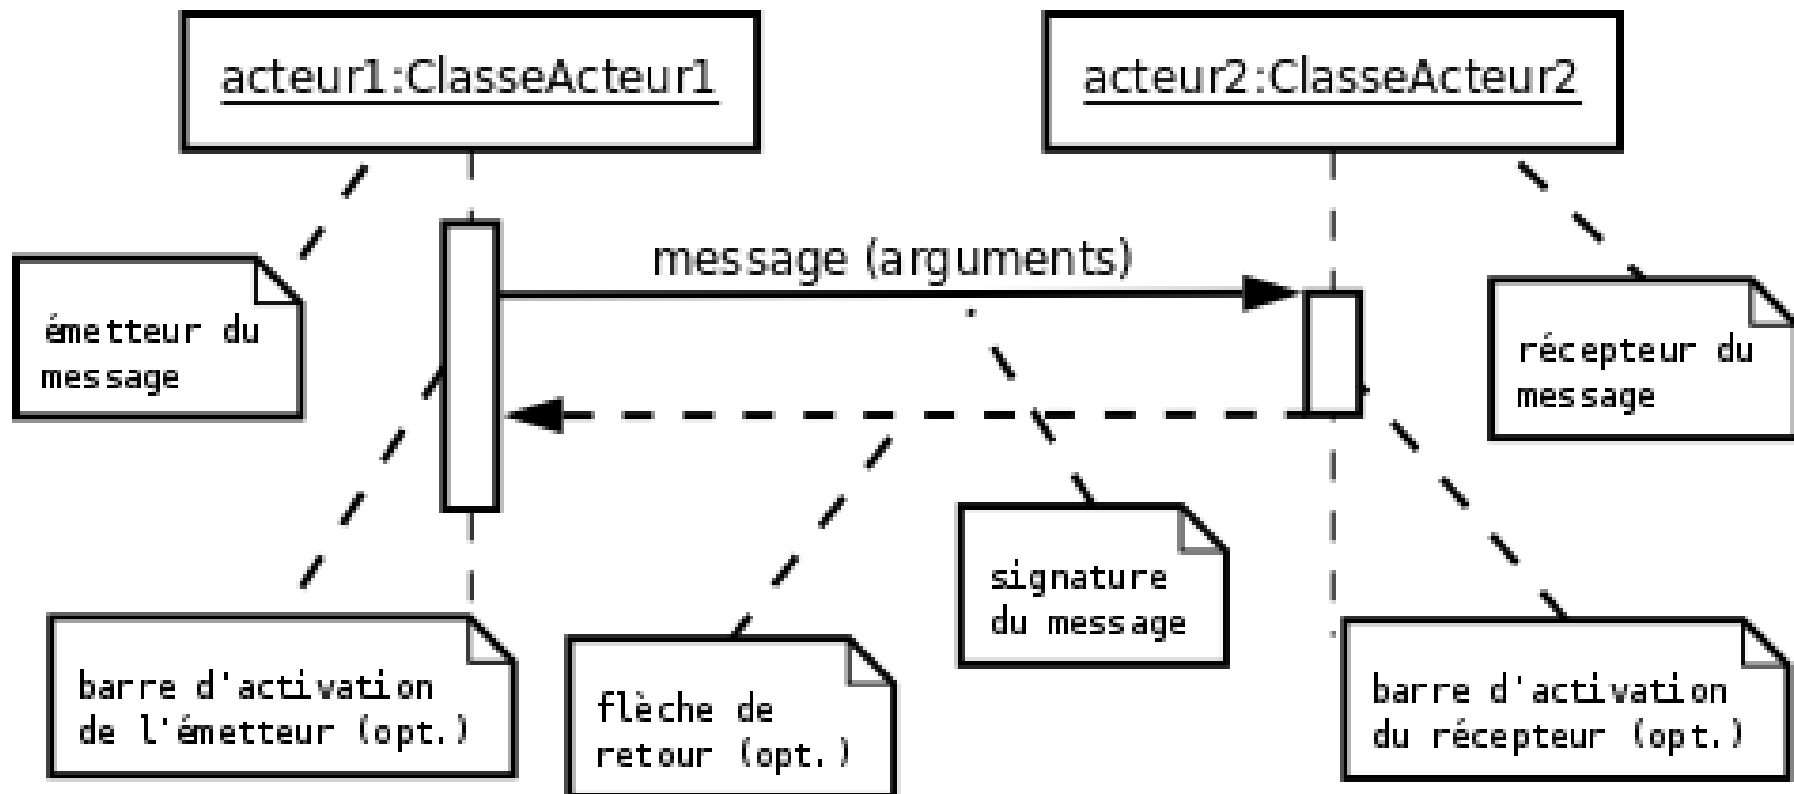 acteur1:ClasseActeur1
acteur2:ClasseActeur2
message (arguments)
émetteur du
message
récepteur du
message
signature
du message
barre d'activation
de l'émetteur (opt.)
flèche de
retour (opt.)
barre d'activation
du récepteur (opt.)